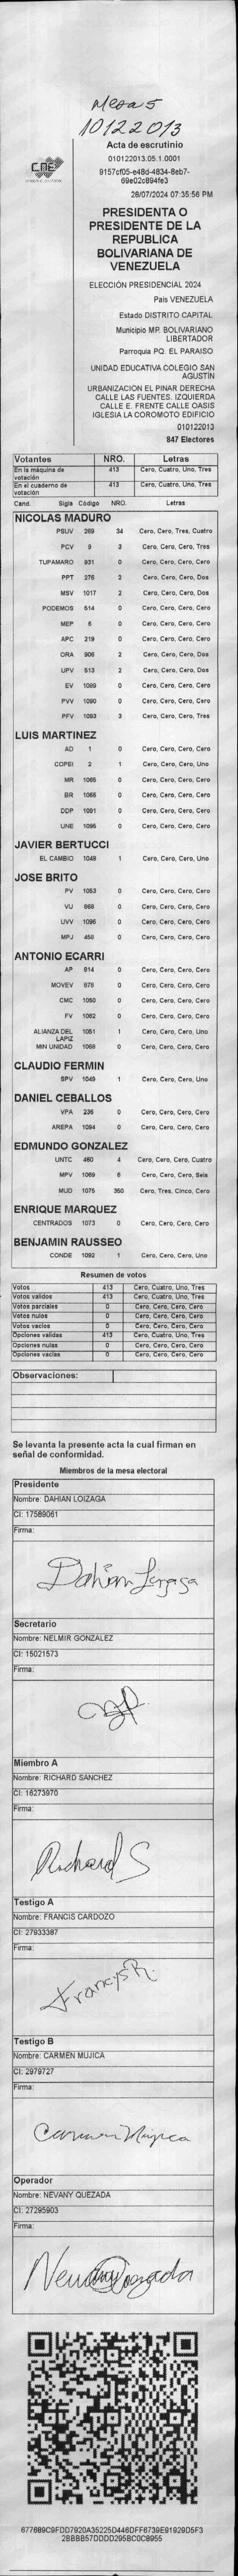 Mesa 5
10122013
CNE
Acta de escrutinio
010122013.05.1.0001
9157cf05-e48d-4834-8eb7-
69e02c894fe3
28/07/2024 07:35:56 PM
PRESIDENTA O
PRESIDENTE DE LA
REPUBLICA
BOLIVARIANA DE
VENEZUELA
ELECCIÓN PRESIDENCIAL 2024
Pais VENEZUELA
Estado DISTRITO CAPITAL
Municipio MP. BOLIVARIANO
LIBERTADOR
Parroquia PQ. EL PARAISO
UNIDAD EDUCATIVA COLEGIO SAN
AGUSTÍN
URBANIZACION EL PINAR DERECHA
CALLE LAS FUENTES. IZQUIERDA
CALLE E. FRENTE CALLE OASIS
IGLESIA LA COROMOTO EDIFICIO
010122013
847 Electores
Votantes NRO. Letras
En la máquina de votación 413 Cero, Cuatro, Uno, Tres
En el cuaderno de votación 413 Cero, Cuatro, Uno, Tres
Cand. Sigla Código NRO. Letras
NICOLAS MADURO
PSUV 269 34 Cero, Cero, Tres, Cuatro
PCV 9 3 Cero, Cero, Cero, Tres
TUPAMARO 931 0 Cero, Cero, Cero, Cero
PPT 276 2 Cero, Cero, Cero, Dos
MSV 1017 2 Cero, Cero, Cero, Dos
PODEMOS 514 0 Cero, Cero, Cero, Cero
MEP 6 0 Cero, Cero, Cero, Cero
APC 219 0 Cero, Cero, Cero, Cero
ORA 906 2 Cero, Cero, Cero, Dos
UPV 513 2 Cero, Cero, Cero, Dos
EV 1089 0 Cero, Cero, Cero, Cero
PVV 1090 0 Cero, Cero, Cero, Cero
PFV 1093 3 Cero, Cero, Cero, Tres
LUIS MARTINEZ
AD 1 0 Cero, Cero, Cero, Cero
COPEI 2 1 Cero, Cero, Cero, Uno
MR 1065 0 Cero, Cero, Cero, Cero
BR 1066 0 Cero, Cero, Cero, Cero
DDP 1091 0 Cero, Cero, Cero, Cero
UNE 1095 0 Cero, Cero, Cero, Cero
JAVIER BERTUCCI
EL CAMBIO 1048 1 Cero, Cero, Cero, Uno
JOSE BRITO
PV 1053 0 Cero, Cero, Cero, Cero
VU 868 0 Cero, Cero, Cero, Cero
UVV 1096 0 Cero, Cero, Cero, Cero
MPJ 458 0 Cero, Cero, Cero, Cero
ANTONIO ECARRI
AP 914 0 Cero, Cero, Cero, Cero
MOVEV 878 0 Cero, Cero, Cero, Cero
CMC 1050 0 Cero, Cero, Cero, Cero
FV 1062 0 Cero, Cero, Cero, Cero
ALIANZA DEL LAPIZ 1051 1 Cero, Cero, Cero, Uno
MIN UNIDAD 1068 0 Cero, Cero, Cero, Cero
CLAUDIO FERMIN
SPV 1049 1 Cero, Cero, Cero, Uno
DANIEL CEBALLOS
VPA 236 0 Cero, Cero, Cero, Cero
AREPA 1094 0 Cero, Cero, Cero, Cero
EDMUNDO GONZALEZ
UNTC 460 4 Cero, Cero, Cero, Cuatro
MPV 1069 6 Cero, Cero, Cero, Seis
MUD 1075 350 Cero, Tres, Cinco, Cero
ENRIQUE MARQUEZ
CENTRADOS 1073 0 Cero, Cero, Cero, Cero
BENJAMIN RAUSSEO
CONDE 1092 1 Cero, Cero, Cero, Uno
Resumen de votos
Votos 413 Cero, Cuatro, Uno, Tres
Votos validos 413 Cero, Cuatro, Uno, Tres
Votos parciales 0 Cero, Cero, Cero, Cero
Votos nulos 0 Cero, Cero, Cero, Cero
Votos vacios 0 Cero, Cero, Cero, Cero
Opciones validas 413 Cero, Cuatro, Uno, Tres
Opciones nulas 0 Cero, Cero, Cero, Cero
Opciones vacias 0 Cero, Cero, Cero, Cero
Observaciones:
Se levanta la presente acta la cual firman en
señal de conformidad.
Miembros de la mesa electoral
Presidente
Nombre: DAHIAN LOIZAGA
CI: 17589061
Firma:
Secretario
Nombre: NELMIR GONZALEZ
CI: 15021573
Firma:
Miembro A
Nombre: RICHARD SANCHEZ
CI: 16273970
Firma:
Richard S
Testigo A
Nombre: FRANCIS CARDOZO
CI: 27933387
Firma:
Francys R.
Testigo B
Nombre: CARMEN MUJICA
CI: 2979727
Firma:
Carmen Mujica
Operador
Nombre: NEVANY QUEZADA
CI: 27295903
Firma:
677689C9FDD7920A35225D446DFF6739E91929D5F3
2BBBB57DDDD295BC0C8955